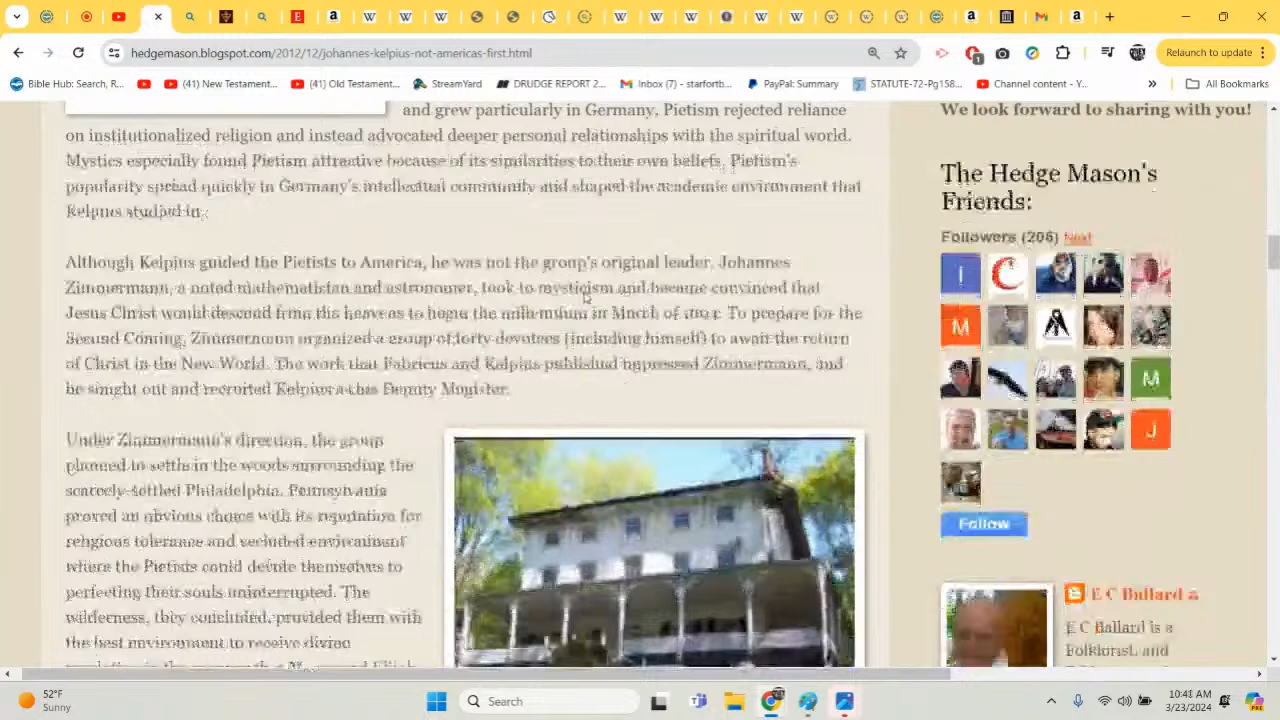 hedgemason.blogspot.com/2012/12/johannes-kelpius-not-americas-first.html
Relaunch to update
Bible Hub: Search, R...
(41) New Testament...
(41) Old Testament...
StreamYard
DRUDGE REPORT 2...
Inbox (7) - starfortb...
PayPal: Summary
STATUTE-72-Pg158...
Channel content - Y...
All Bookmarks
and grew particularly in Germany. Pietism rejected reliance
on institutionalized religion and instead advocated deeper personal relationships with the spiritual world.
Mystics especially found Pietism attractive because of its similarities to their own beliefs. Pietism's
popularity spread quickly in Germany's intellectual community and shaped the academic environment that
Kelpius studied in.
Although Kelpius guided the Pietists to America, he was not the group's original leader. Johannes
Zimmermann, a noted mathematician and astronomer, took to mysticism and became convinced that
Jesus Christ would descend from the heavens to begin the millennium in March of To prepare for the
Second Coming, Zimmermann organized a group of forty devotees (including himself) to await the return
of Christ in the New World. The work that Fabricus and Kelpius published impressed Zimmermann, and
he sought out and recruited Kelpius as his Deputy Magister.
Under Zimmermann's direction, the group
planned to settle in the woods surrounding the
scarcely-settled Philadelphia. Pennsylvania
proved an obvious choice with its reputation for
religious tolerance and secluded environment
where the Pietists could devote themselves to
perfecting their souls uninterrupted. The
wilderness, they concluded, provided them with
the best environment to receive divine
We look forward to sharing with you!
The Hedge Mason's
Friends:
Followers (206) Next
I
M
M
J
Follow
E C Ballard
E C Ballard is a
Folklorist, and
52°F
Sunny
Search
10:41 AM
3/23/2024